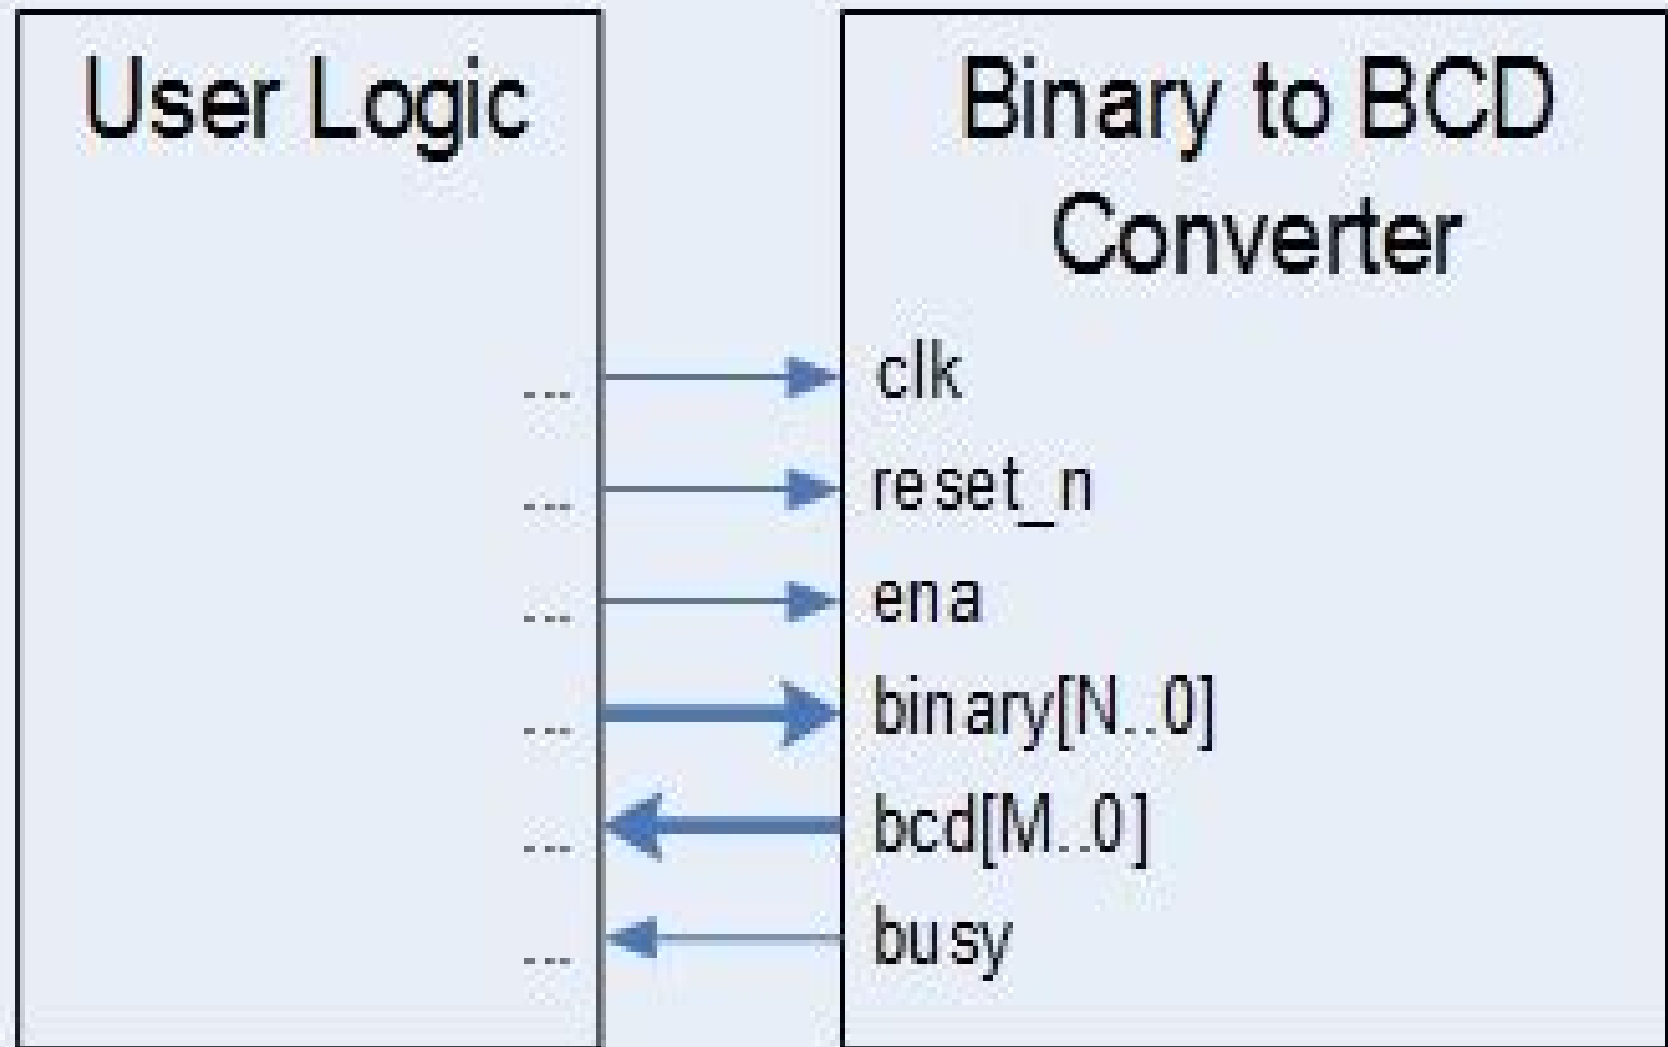 User Logic
Binary to BCD
Converter
... clk
... reset_n
... ena
... binary[N..0]
... bcd[M..0]
... busy